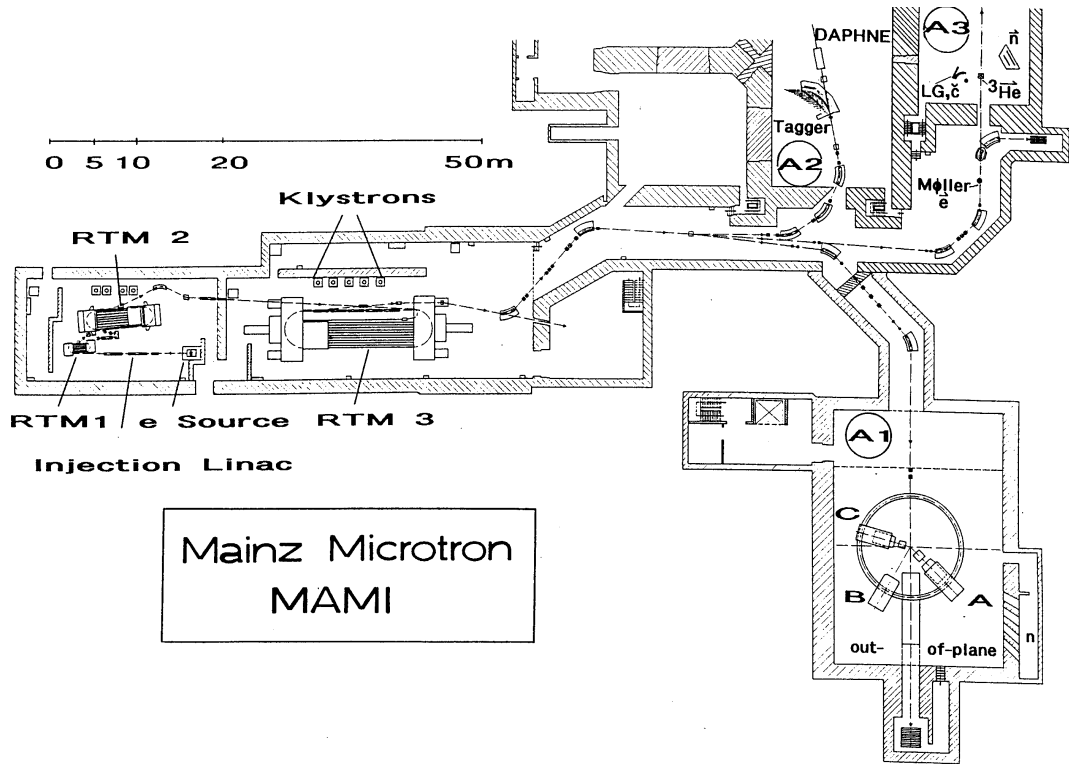 DAPHNE
A3
n
LG,č
³He
Tagger
A2
Møller
e
0 5 10 20 50m
Klystrons
RTM 2
RTM1 e Source RTM 3
Injection Linac
A1
C
B
A
n
out- of-plane
Mainz Microtron
MAMI